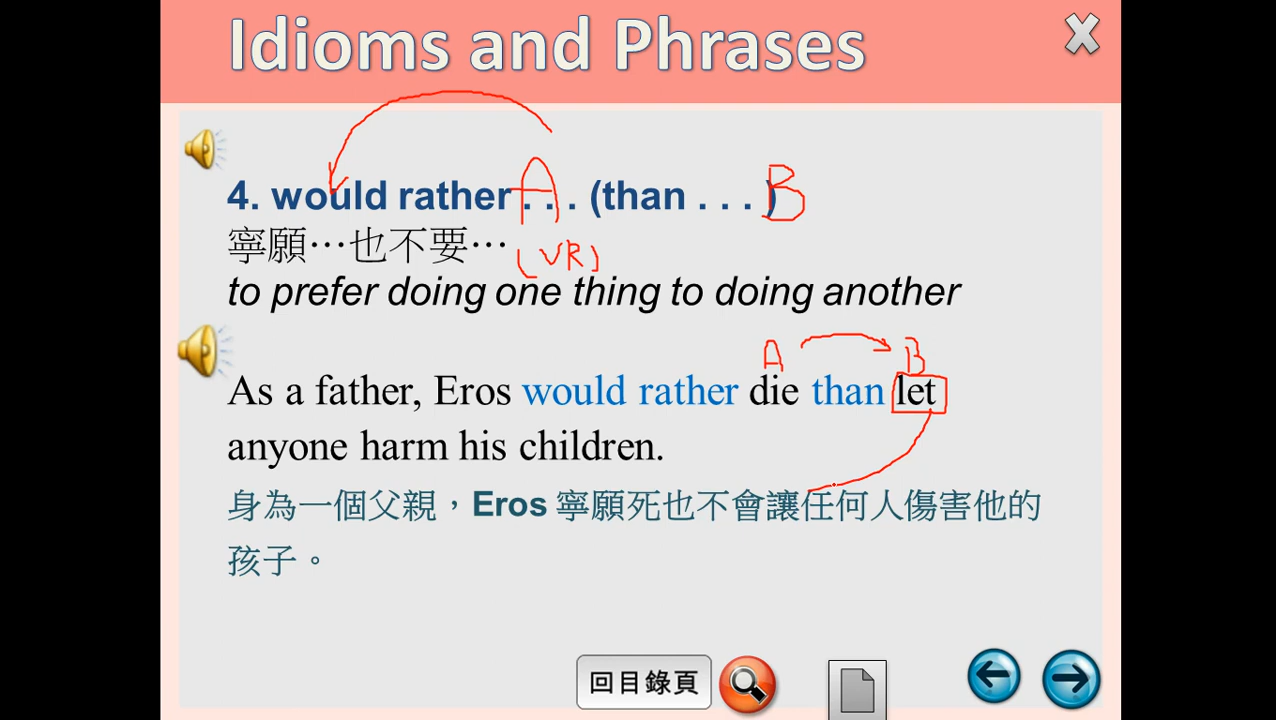 Idioms and Phrases
4. would rather . . . (than . . . )
A
B
寧願…也不要…
(VR)
to prefer doing one thing to doing another
A
B
As a father, Eros would rather die than let
anyone harm his children.
身為一個父親，Eros 寧願死也不會讓任何人傷害他的
孩子。
回目錄頁